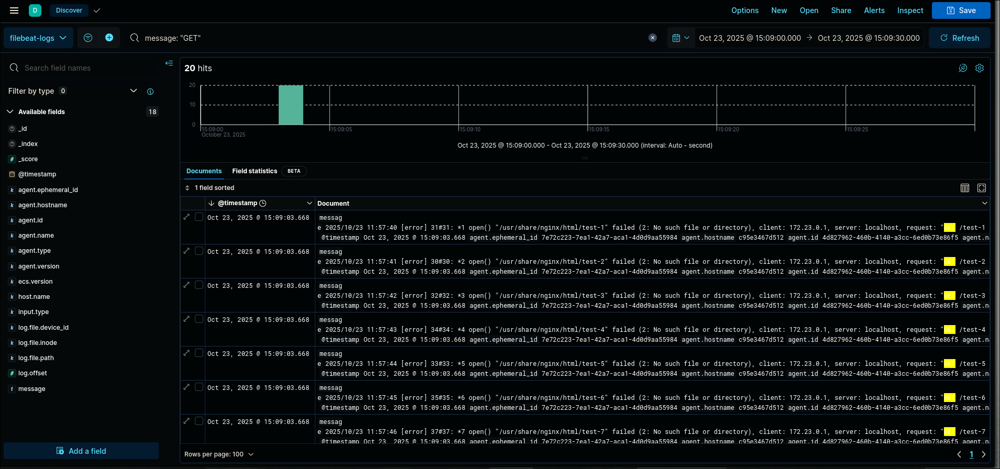 D Discover Options New Open Share Alerts Inspect Save
filebeat-logs message: "GET" Oct 23, 2025 @ 15:09:00.000 → Oct 23, 2025 @ 15:09:30.000 Refresh
Search field names
Filter by type 0
Available fields 18
_id
_index
_score
@timestamp
agent.ephemeral_id
agent.hostname
agent.id
agent.name
agent.type
agent.version
ecs.version
host.name
input.type
log.file.device_id
log.file.inode
log.file.path
log.offset
message
Add a field
20 hits
20
10
0
15:09:00 15:09:05 15:09:10 15:09:15 15:09:20 15:09:25
October 23, 2025
Oct 23, 2025 @ 15:09:00.000 - Oct 23, 2025 @ 15:09:30.000 (interval: Auto - second)
Documents Field statistics BETA
1 field sorted
@timestamp Document
Oct 23, 2025 @ 15:09:03.668 messag
e 2025/10/23 11:57:40 [error] 31#31: *1 open() "/usr/share/nginx/html/test-1" failed (2: No such file or directory), client: 172.23.0.1, server: localhost, request: "GET /test-1
@timestamp Oct 23, 2025 @ 15:09:03.668 agent.ephemeral_id 7e72c223-7ea1-42a7-aca1-4d0d9aa55984 agent.hostname c95e3467d512 agent.id 4d827962-460b-4140-a3cc-6ed0b73e86f5 agent.n
Oct 23, 2025 @ 15:09:03.668 messag
e 2025/10/23 11:57:41 [error] 30#30: *2 open() "/usr/share/nginx/html/test-2" failed (2: No such file or directory), client: 172.23.0.1, server: localhost, request: "GET /test-2
@timestamp Oct 23, 2025 @ 15:09:03.668 agent.ephemeral_id 7e72c223-7ea1-42a7-aca1-4d0d9aa55984 agent.hostname c95e3467d512 agent.id 4d827962-460b-4140-a3cc-6ed0b73e86f5 agent.n
Oct 23, 2025 @ 15:09:03.668 messag
e 2025/10/23 11:57:42 [error] 32#32: *3 open() "/usr/share/nginx/html/test-3" failed (2: No such file or directory), client: 172.23.0.1, server: localhost, request: "GET /test-3
@timestamp Oct 23, 2025 @ 15:09:03.668 agent.ephemeral_id 7e72c223-7ea1-42a7-aca1-4d0d9aa55984 agent.hostname c95e3467d512 agent.id 4d827962-460b-4140-a3cc-6ed0b73e86f5 agent.n
Oct 23, 2025 @ 15:09:03.668 messag
e 2025/10/23 11:57:43 [error] 34#34: *4 open() "/usr/share/nginx/html/test-4" failed (2: No such file or directory), client: 172.23.0.1, server: localhost, request: "GET /test-4
@timestamp Oct 23, 2025 @ 15:09:03.668 agent.ephemeral_id 7e72c223-7ea1-42a7-aca1-4d0d9aa55984 agent.hostname c95e3467d512 agent.id 4d827962-460b-4140-a3cc-6ed0b73e86f5 agent.n
Oct 23, 2025 @ 15:09:03.668 messag
e 2025/10/23 11:57:44 [error] 33#33: *5 open() "/usr/share/nginx/html/test-5" failed (2: No such file or directory), client: 172.23.0.1, server: localhost, request: "GET /test-5
@timestamp Oct 23, 2025 @ 15:09:03.668 agent.ephemeral_id 7e72c223-7ea1-42a7-aca1-4d0d9aa55984 agent.hostname c95e3467d512 agent.id 4d827962-460b-4140-a3cc-6ed0b73e86f5 agent.n
Oct 23, 2025 @ 15:09:03.668 messag
e 2025/10/23 11:57:45 [error] 35#35: *6 open() "/usr/share/nginx/html/test-6" failed (2: No such file or directory), client: 172.23.0.1, server: localhost, request: "GET /test-6
@timestamp Oct 23, 2025 @ 15:09:03.668 agent.ephemeral_id 7e72c223-7ea1-42a7-aca1-4d0d9aa55984 agent.hostname c95e3467d512 agent.id 4d827962-460b-4140-a3cc-6ed0b73e86f5 agent.n
Oct 23, 2025 @ 15:09:03.668 messag
e 2025/10/23 11:57:46 [error] 37#37: *7 open() "/usr/share/nginx/html/test-7" failed (2: No such file or directory), client: 172.23.0.1, server: localhost, request: "GET /test-7
@timestamp Oct 23, 2025 @ 15:09:03.668 agent.ephemeral_id 7e72c223-7ea1-42a7-aca1-4d0d9aa55984 agent.hostname c95e3467d512 agent.id 4d827962-460b-4140-a3cc-6ed0b73e86f5 agent.n
Rows per page: 100 1